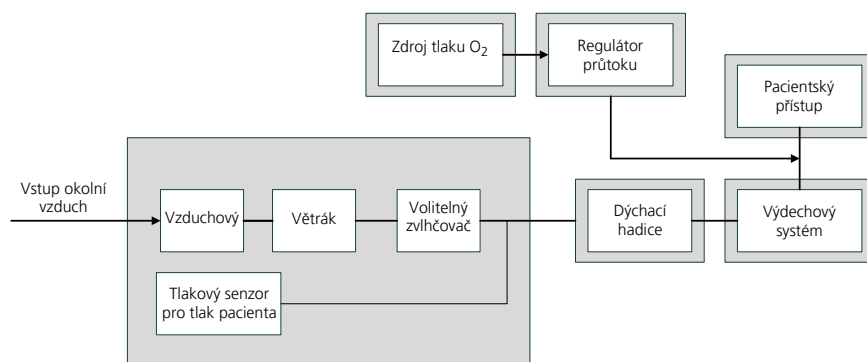 Zdroj tlaku O2
Regulátor
průtoku
Pacientský
přístup
Vstup okolní
vzduch
Vzduchový
Větrák
Volitelný
zvlhčovač
Dýchací
hadice
Výdechový
systém
Tlakový senzor
pro tlak pacienta